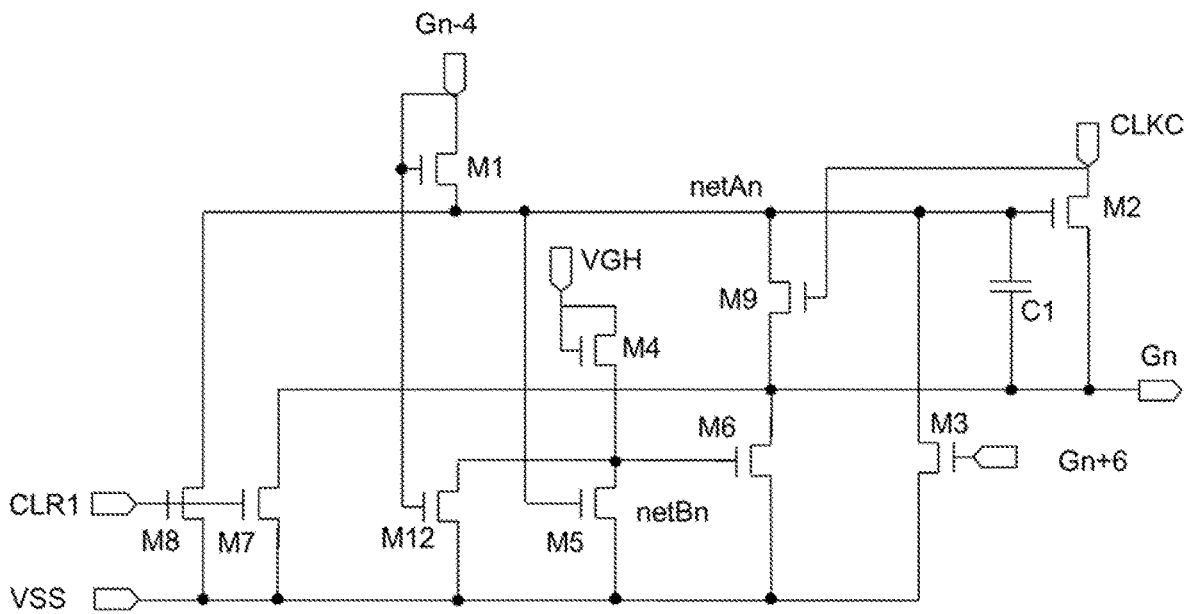 Gn-4
CLKC
M1
netAn
M2
VGH
M9
C1
M4
Gn
M6
M3
Gn+6
CLR1
M8
M7
M12
M5
netBn
VSS